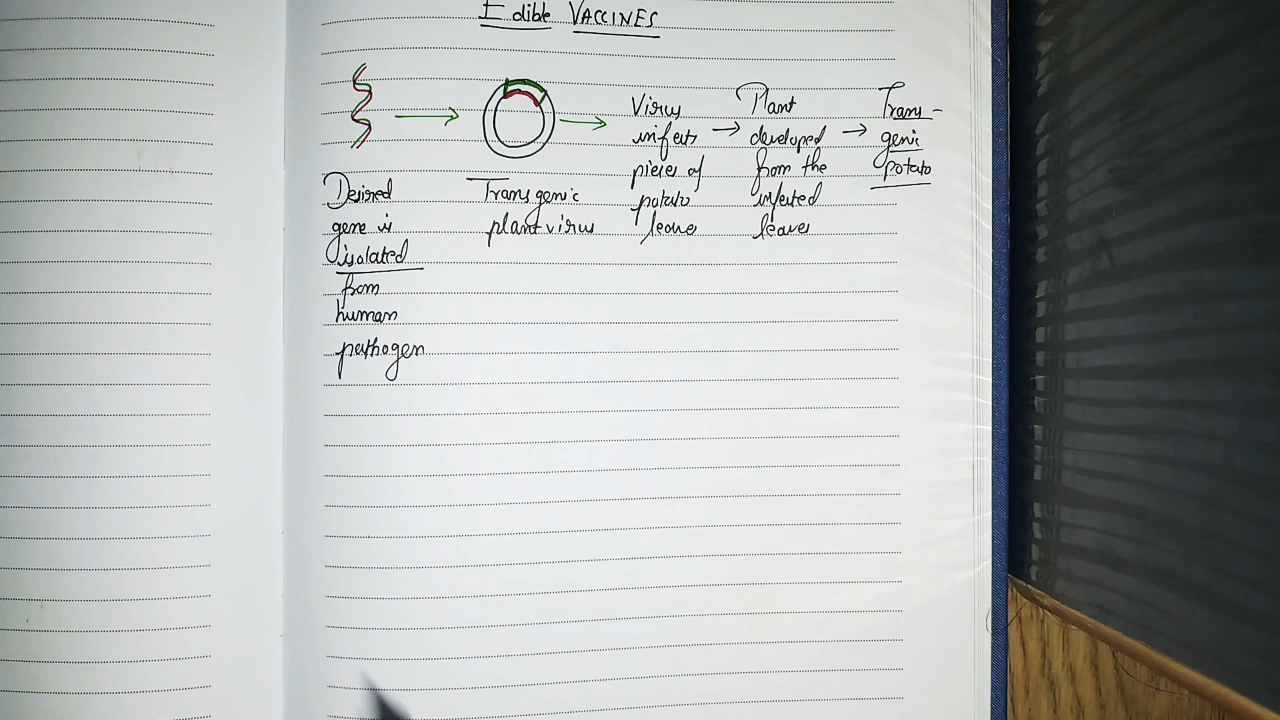 Edible VACCINES
Desired
gene is
isolated
from
human
pathogen
Transgenic
plant virus
Virus
infects
piece of
potato
leave
Plant
developed
from the
infected
leaves
Trans-
genic
potato